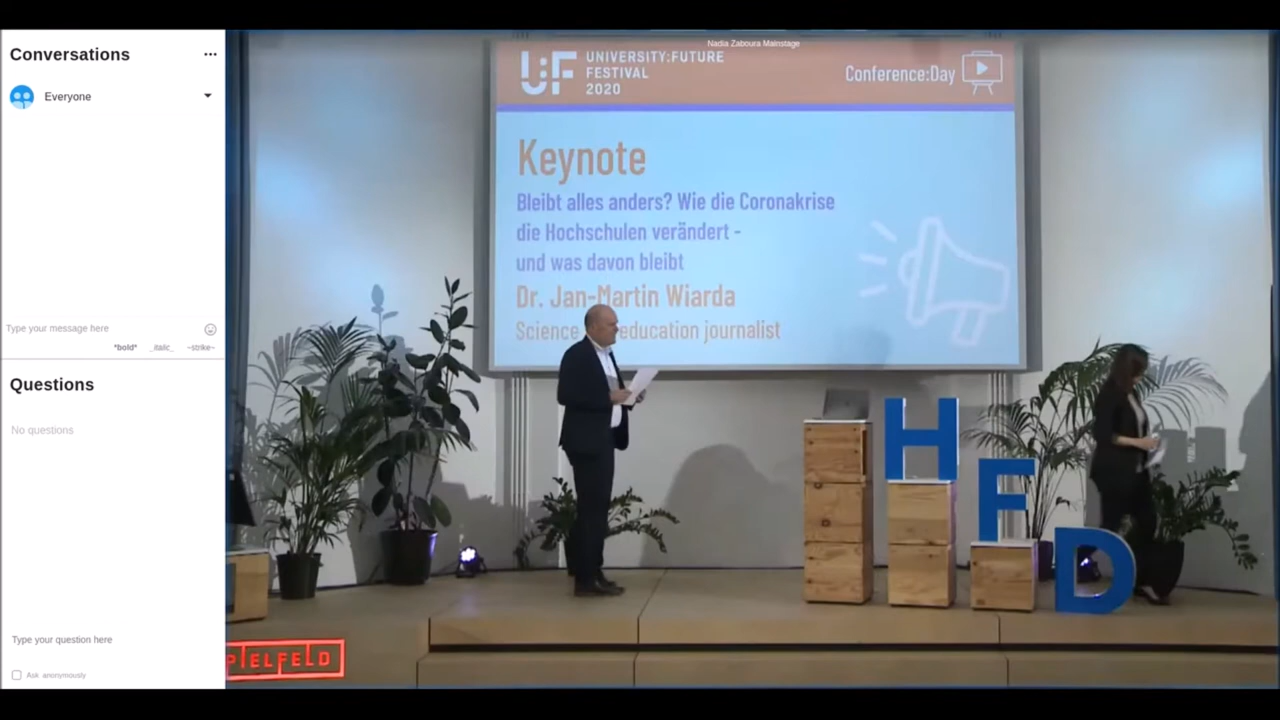 Conversations
Everyone
Type your message here
*bold* _italic_ ~strike~
Questions
No questions
Type your question here
Ask anonymously
Nadia Zaboura Mainstage
U:F UNIVERSITY:FUTURE
FESTIVAL
2020
Conference:Day
Keynote
Bleibt alles anders? Wie die Coronakrise
die Hochschulen verändert -
und was davon bleibt
Dr. Jan-Martin Wiarda
Science education journalist
H
F
D
PIELFELD